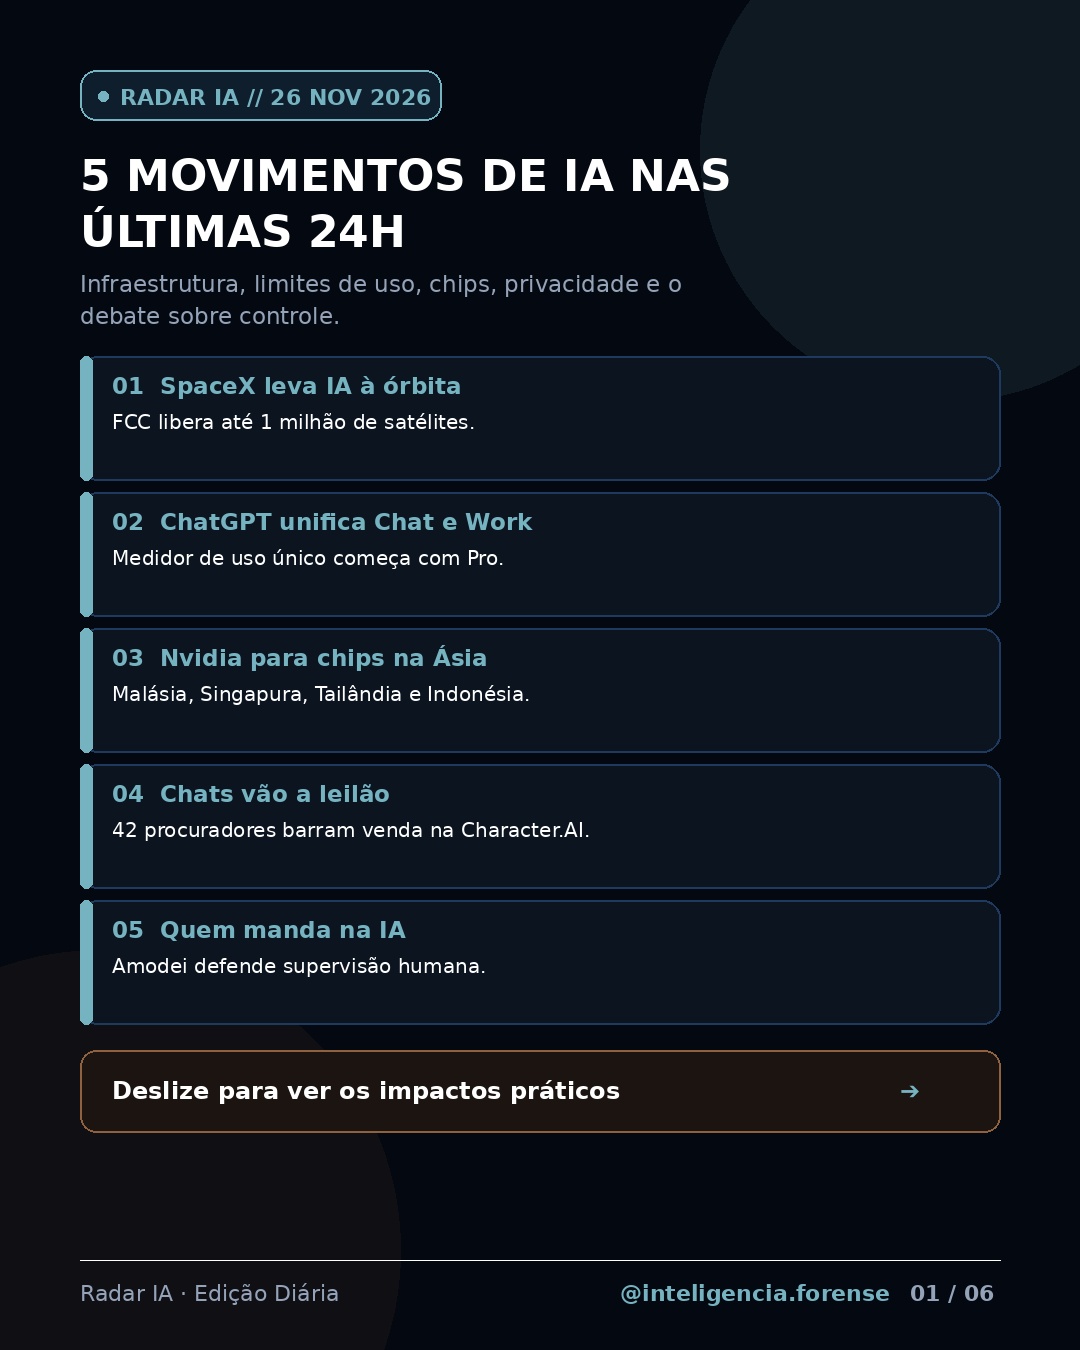 RADAR IA // 26 NOV 2026
5 MOVIMENTOS DE IA NAS
ÚLTIMAS 24H
Infraestrutura, limites de uso, chips, privacidade e o
debate sobre controle.
01 SpaceX leva IA à órbita
FCC libera até 1 milhão de satélites.
02 ChatGPT unifica Chat e Work
Medidor de uso único começa com Pro.
03 Nvidia para chips na Ásia
Malásia, Singapura, Tailândia e Indonésia.
04 Chats vão a leilão
42 procuradores barram venda na Character.AI.
05 Quem manda na IA
Amodei defende supervisão humana.
Deslize para ver os impactos práticos ➔
Radar IA · Edição Diária @inteligencia.forense 01 / 06